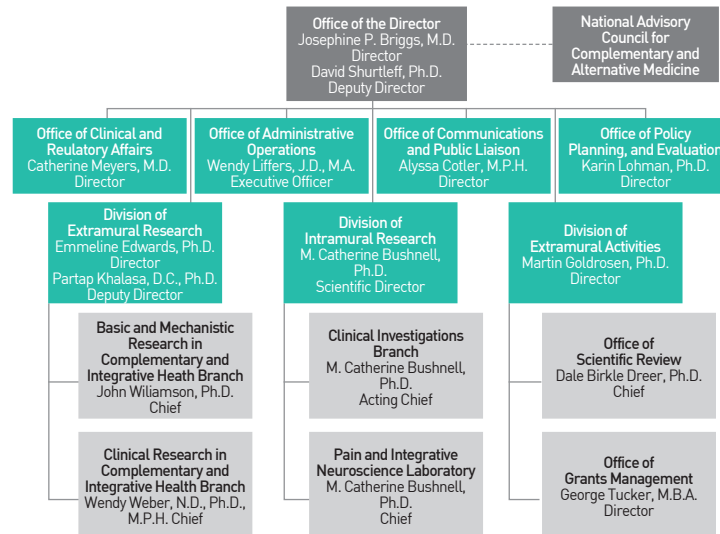 Office of the Director
Josephine P. Briggs, M.D.
Director
David Shurtleff, Ph.D.
Deputy Director
National Advisory
Council for
Complementary and
Alternative Medicine
Office of Clinical and
Reulatory Affairs
Catherine Meyers, M.D.
Director
Office of Administrative
Operations
Wendy Liffers, J.D., M.A.
Executive Officer
Office of Communications
and Public Liaison
Alyssa Cotler, M.P.H.
Director
Office of Policy
Planning, and Evaluation
Karin Lohman, Ph.D.
Director
Division of
Extramural Research
Emmeline Edwards, Ph.D.
Director
Partap Khalasa, D.C., Ph.D.
Deputy Director
Division of
Intramural Research
M. Catherine Bushnell,
Ph.D.
Scientific Director
Division of
Extramural Activities
Martin Goldrosen, Ph.D.
Director
Basic and Mechanistic
Research in
Complementary and
Integrative Heath Branch
John Wiliamson, Ph.D.
Chief
Clinical Investigations
Branch
M. Catherine Bushnell,
Ph.D.
Acting Chief
Office of
Scientific Review
Dale Birkle Dreer, Ph.D.
Chief
Clinical Research in
Complementary and
Integrative Health Branch
Wendy Weber, N.D., Ph.D.,
M.P.H. Chief
Pain and Integrative
Neuroscience Laboratory
M. Catherine Bushnell,
Ph.D.
Chief
Office of
Grants Management
George Tucker, M.B.A.
Director